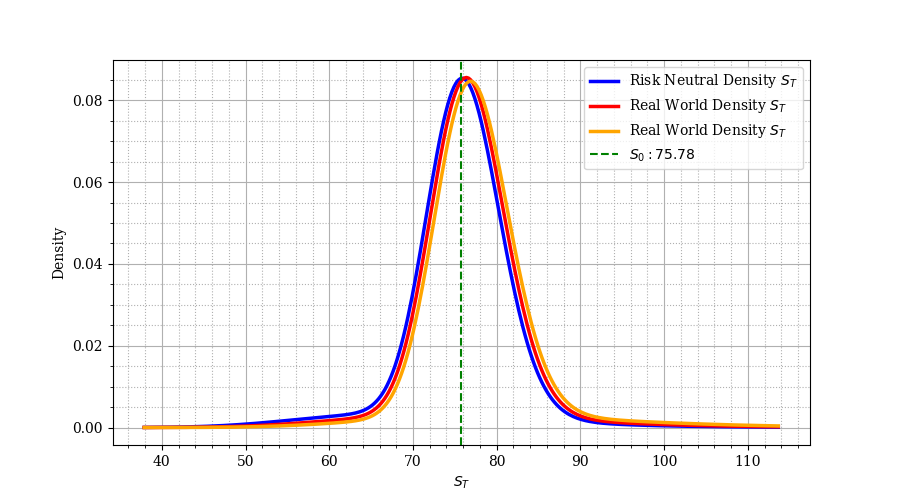 Risk Neutral Density S_T
Real World Density S_T
Real World Density S_T
S_0 : 75.78
Density
0.08
0.06
0.04
0.02
0.00
40 50 60 70 80 90 100 110
S_T